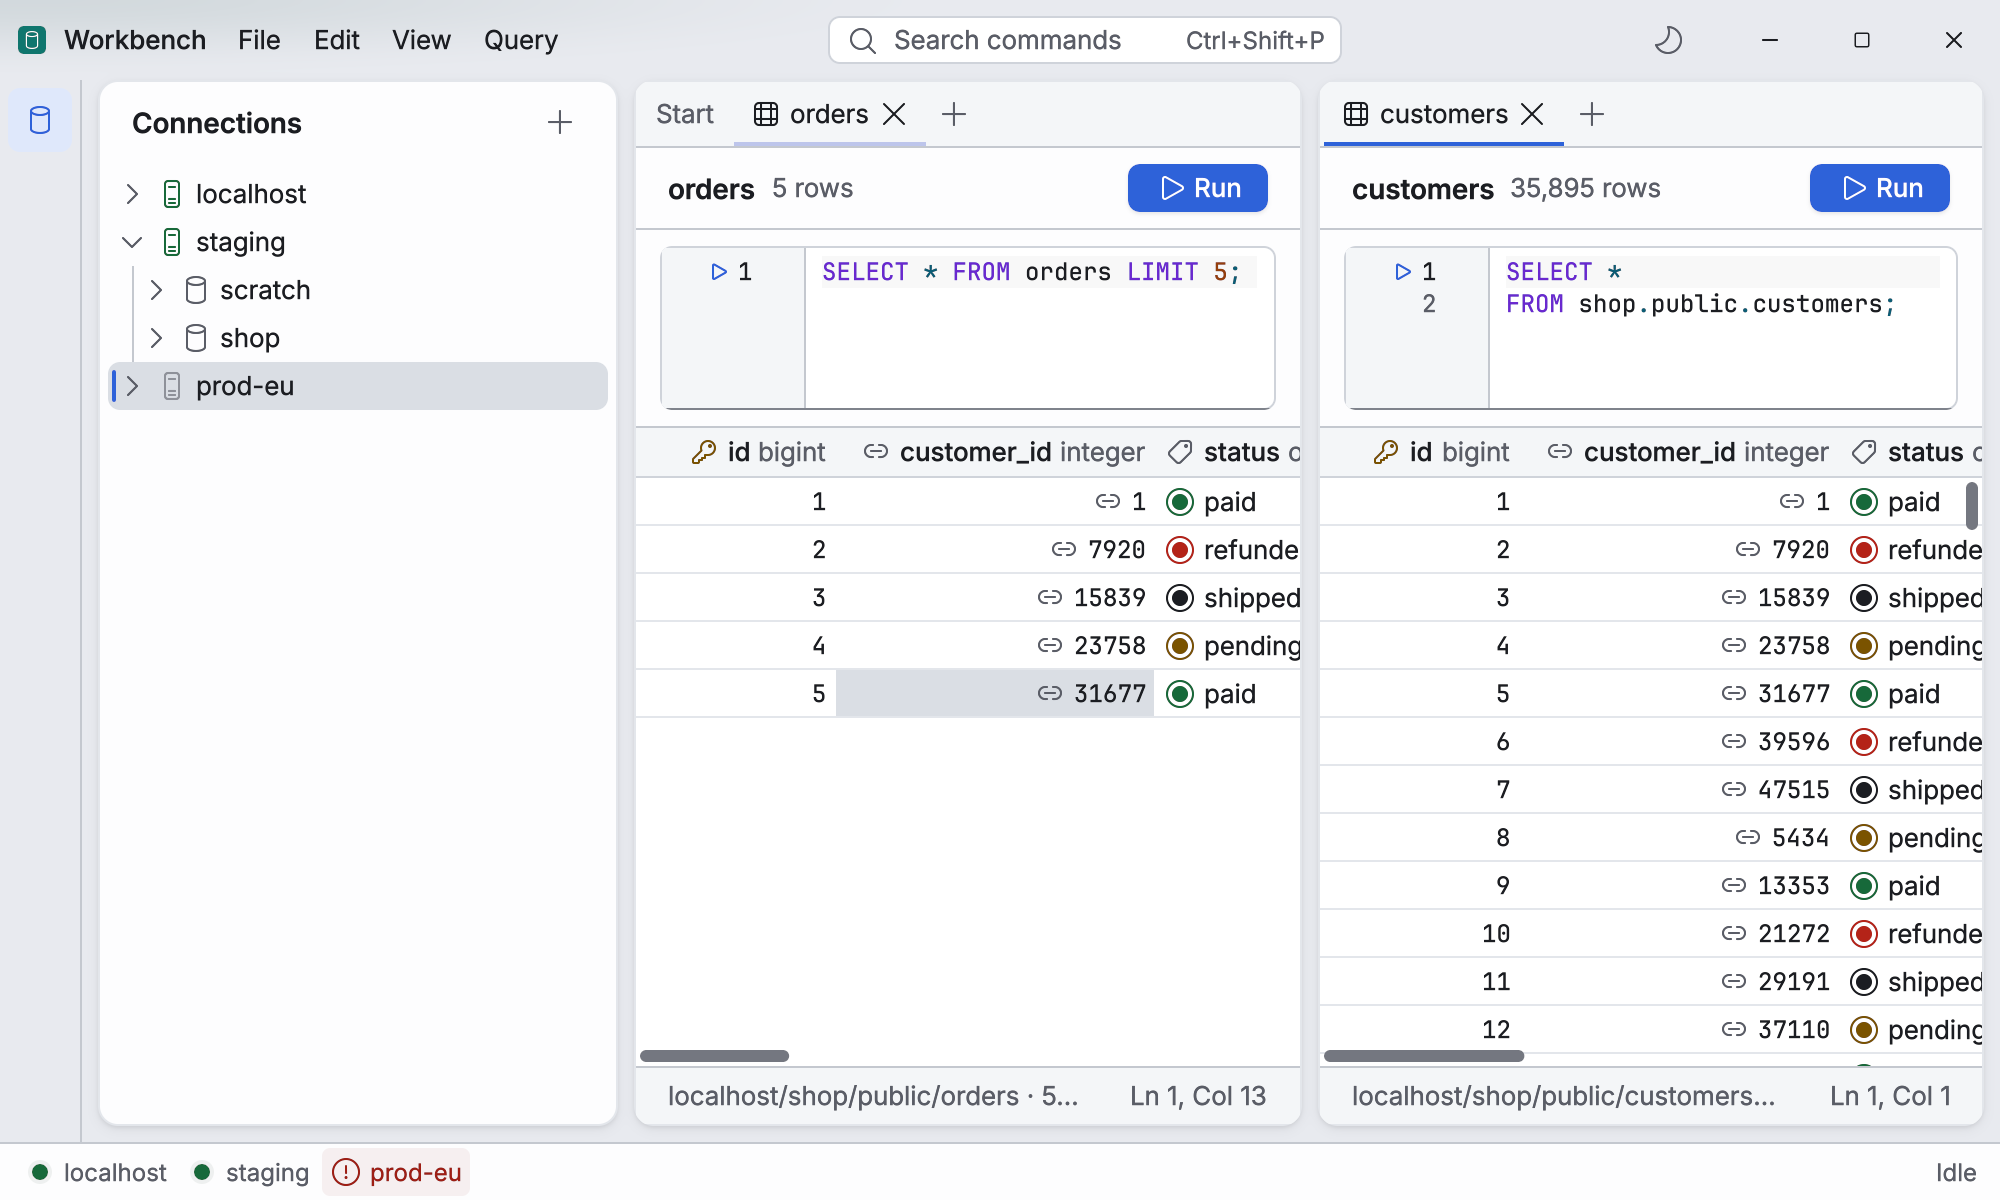 Workbench File Edit View Query Search commands Ctrl+Shift+P
Connections
localhost
staging
scratch
shop
prod-eu
Start orders
orders 5 rows Run
1 SELECT * FROM orders LIMIT 5;
id bigint customer_id integer status
1 1 paid
2 7920 refunde
3 15839 shipped
4 23758 pending
5 31677 paid
localhost/shop/public/orders · 5... Ln 1, Col 13
customers
customers 35,895 rows Run
1 SELECT *
2 FROM shop.public.customers;
id bigint customer_id integer status
1 1 paid
2 7920 refunde
3 15839 shipped
4 23758 pending
5 31677 paid
6 39596 refunde
7 47515 shipped
8 5434 pending
9 13353 paid
10 21272 refunde
11 29191 shipped
12 37110 pending
localhost/shop/public/customers... Ln 1, Col 1
localhost staging prod-eu Idle